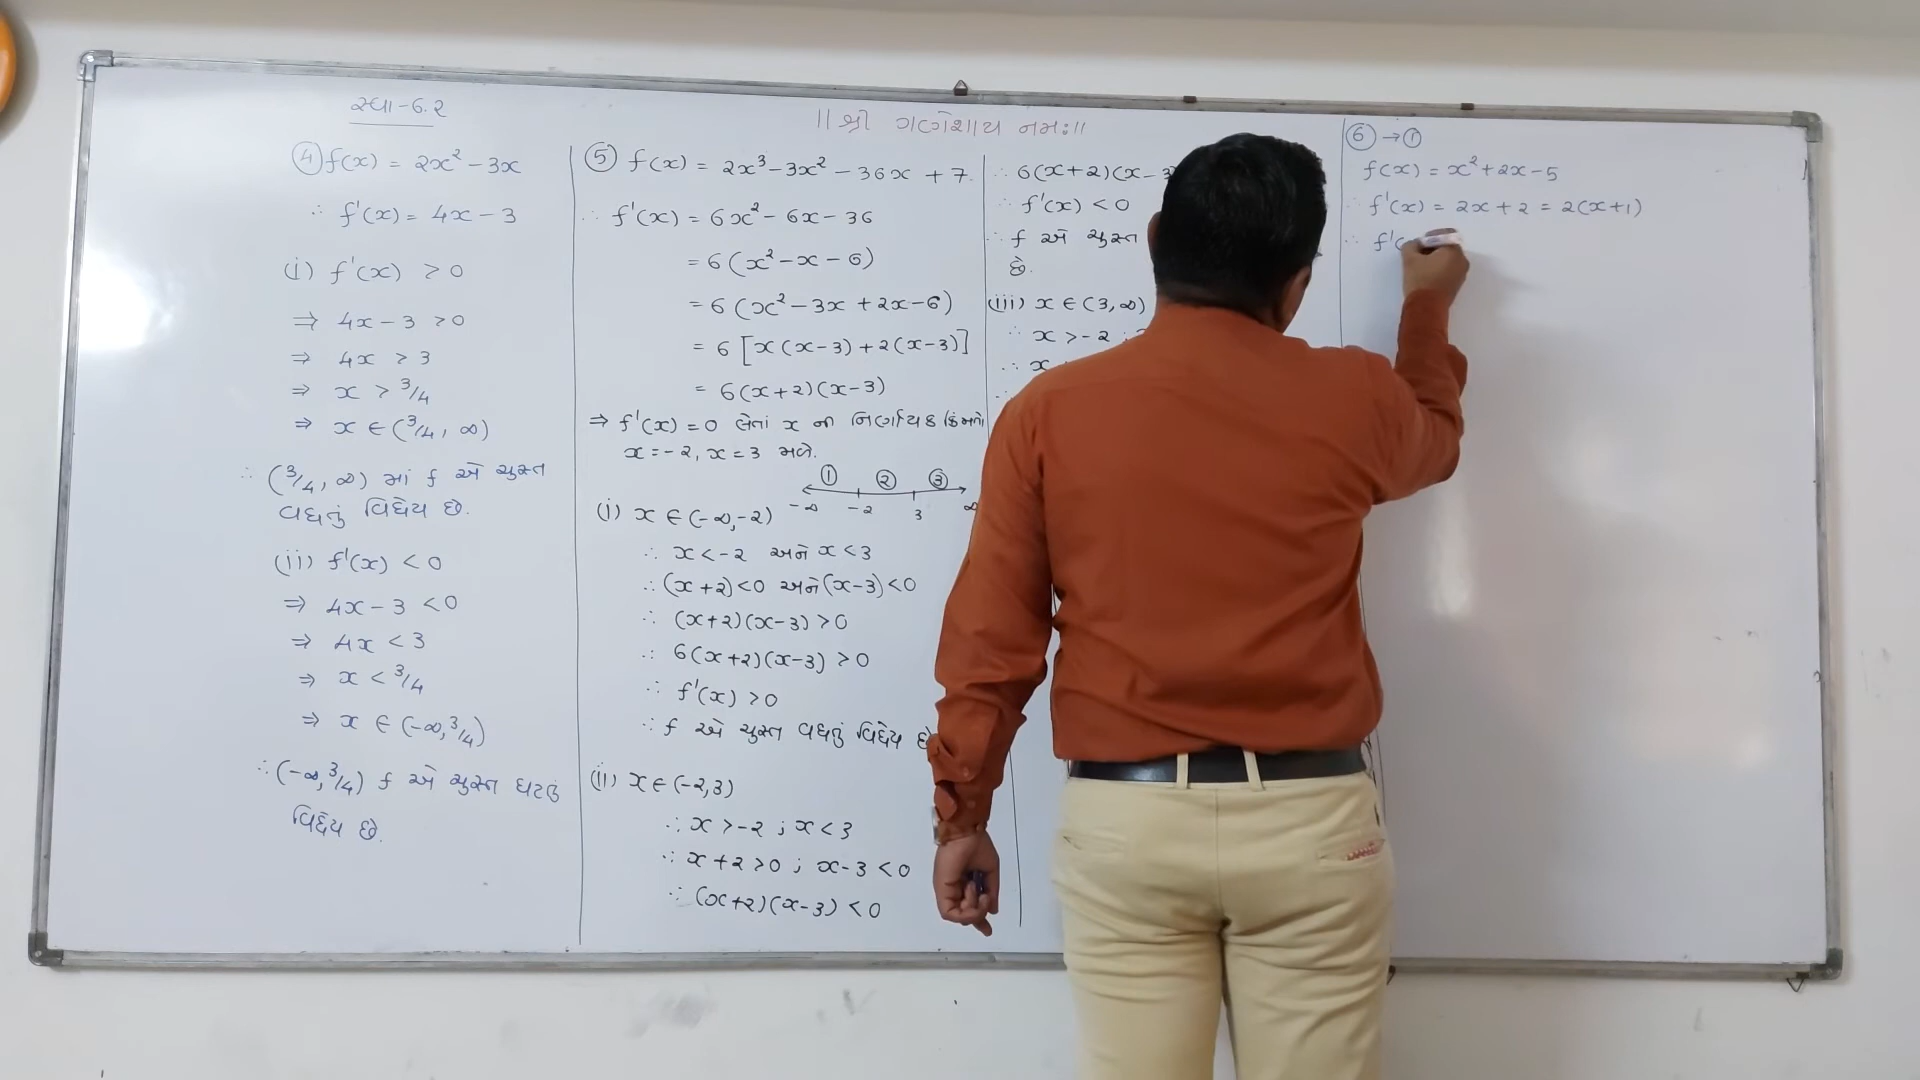 સ્વા-6.2
॥ શ્રી ગણેશાય નમઃ॥
④ f(x) = 2x² - 3x
∴ f'(x) = 4x - 3
(i) f'(x) > 0
⇒ 4x - 3 > 0
⇒ 4x > 3
⇒ x > 3/4
⇒ x ∈ (3/4, ∞)
∴ (3/4, ∞) માં f એ ચુસ્ત
વધતું વિધેય છે.
(ii) f'(x) < 0
⇒ 4x - 3 < 0
⇒ 4x < 3
⇒ x < 3/4
⇒ x ∈ (-∞, 3/4)
∴ (-∞, 3/4) f એ ચુસ્ત ઘટતું
વિધેય છે.
⑤ f(x) = 2x³ - 3x² - 36x + 7
∴ f'(x) = 6x² - 6x - 36
= 6(x² - x - 6)
= 6(x² - 3x + 2x - 6)
= 6[x(x-3) + 2(x-3)]
= 6(x+2)(x-3)
⇒ f'(x) = 0 લેતાં x ની નિર્ણાયક કિંમતો
x = -2, x = 3 મળે.
① ② ③
-∞ -2 3 ∞
(i) x ∈ (-∞, -2)
∴ x < -2 અને x < 3
∴ (x+2) < 0 અને (x-3) < 0
∴ (x+2)(x-3) > 0
∴ 6(x+2)(x-3) > 0
∴ f'(x) > 0
∴ f એ ચુસ્ત વધતું વિધેય છે
(ii) x ∈ (-2, 3)
∴ x > -2 ; x < 3
∴ x + 2 > 0 ; x - 3 < 0
∴ (x+2)(x-3) < 0
∴ 6(x+2)(x-3
∴ f'(x) < 0
∴ f એ ચુસ્ત
છે.
(iii) x ∈ (3, ∞)
∴ x > -2 ;
∴ x
⑥ → ①
f(x) = x² + 2x - 5
∴ f'(x) = 2x + 2 = 2(x+1)
∴ f'(